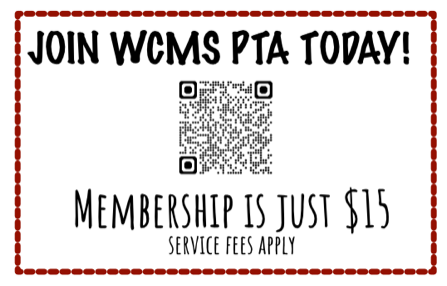 JOIN WCMS PTA TODAY!
MEMBERSHIP IS JUST $15
SERVICE FEES APPLY